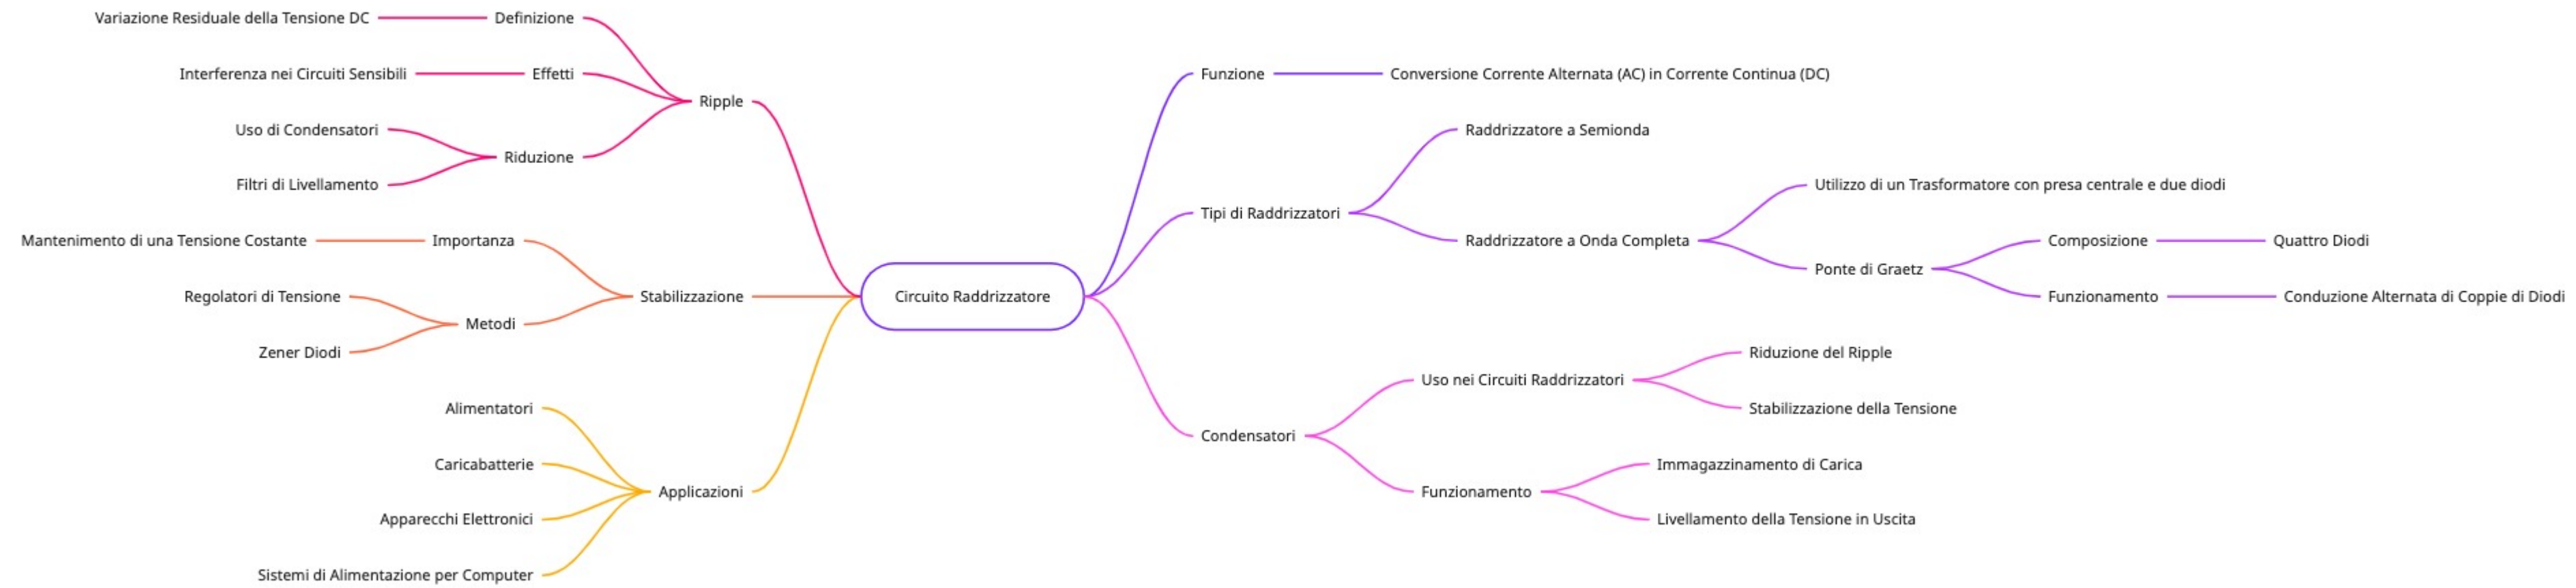 Circuito Raddrizzatore
Funzione
Conversione Corrente Alternata (AC) in Corrente Continua (DC)
Tipi di Raddrizzatori
Raddrizzatore a Semionda
Raddrizzatore a Onda Completa
Utilizzo di un Trasformatore con presa centrale e due diodi
Ponte di Graetz
Composizione
Quattro Diodi
Funzionamento
Conduzione Alternata di Coppie di Diodi
Condensatori
Uso nei Circuiti Raddrizzatori
Riduzione del Ripple
Stabilizzazione della Tensione
Funzionamento
Immagazzinamento di Carica
Livellamento della Tensione in Uscita
Ripple
Definizione
Variazione Residuale della Tensione DC
Effetti
Interferenza nei Circuiti Sensibili
Riduzione
Uso di Condensatori
Filtri di Livellamento
Stabilizzazione
Importanza
Mantenimento di una Tensione Costante
Metodi
Regolatori di Tensione
Zener Diodi
Applicazioni
Alimentatori
Caricabatterie
Apparecchi Elettronici
Sistemi di Alimentazione per Computer